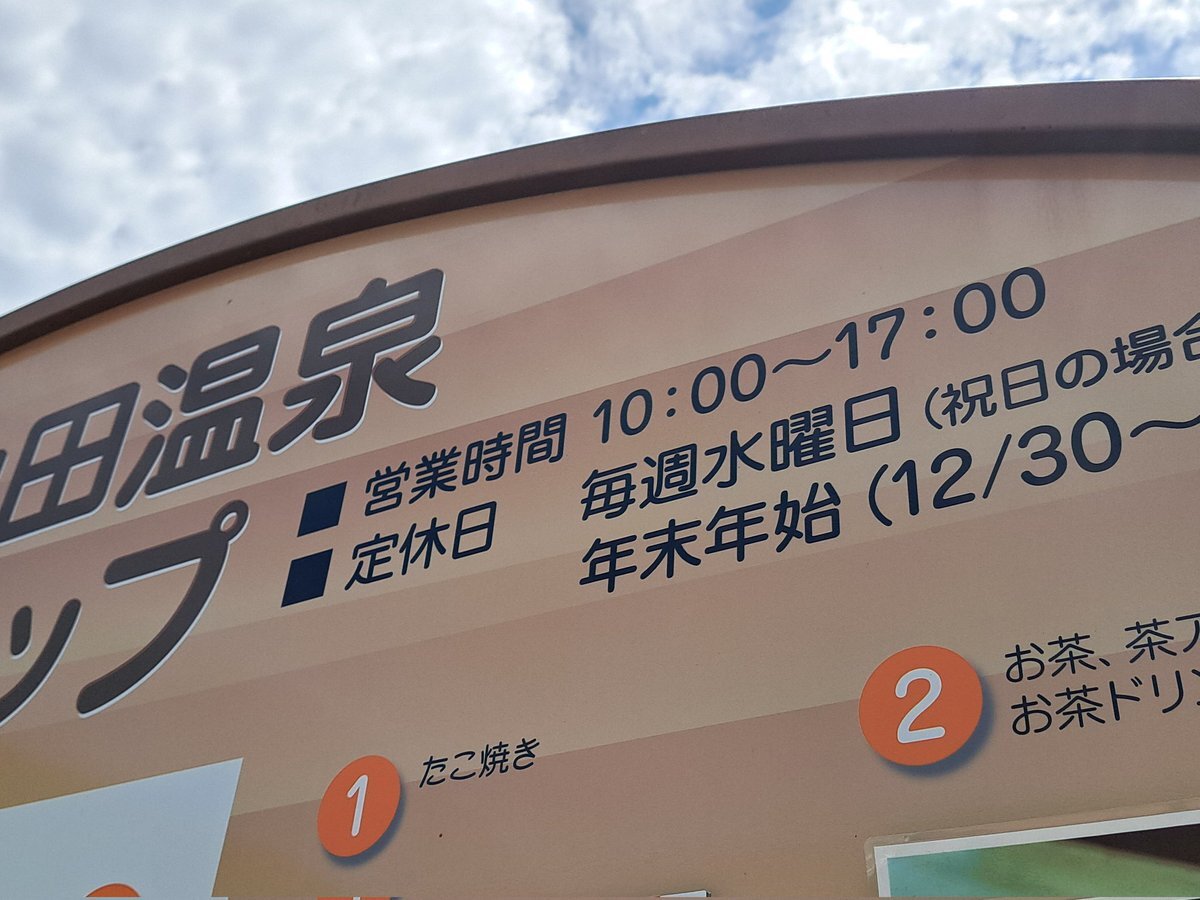 田温泉
ップ
■営業時間 10:00～17:00
■定休日 毎週水曜日(祝日の場合
年末年始(12/30～
1 たこ焼き
2 お茶、茶ア
お茶ドリン